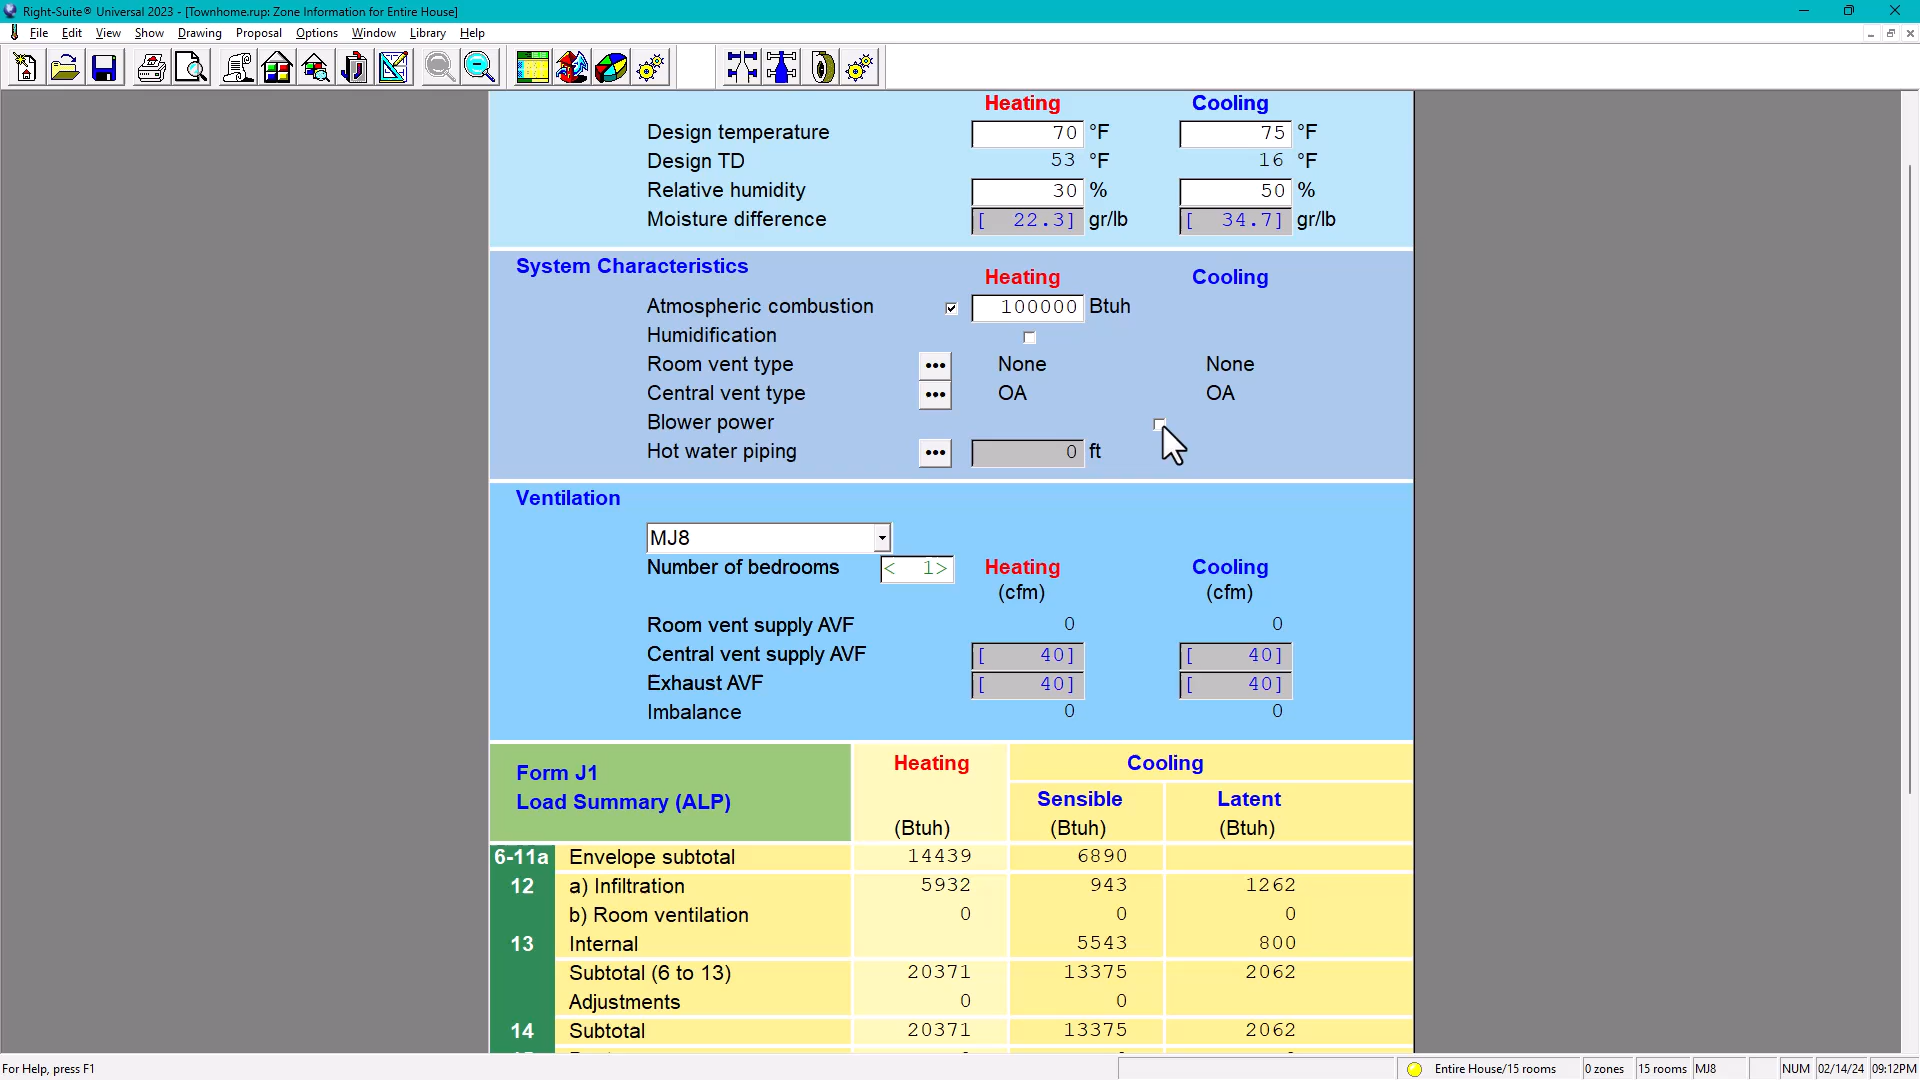 Right-Suite® Universal 2023 - [Townhome.rup: Zone Information for Entire House]
File Edit View Show Drawing Proposal Options Window Library Help
Heating Cooling
Design temperature 70 °F 75 °F
Design TD 53 °F 16 °F
Relative humidity 30 % 50 %
Moisture difference [ 22.3] gr/lb [ 34.7] gr/lb
System Characteristics Heating Cooling
Atmospheric combustion 100000 Btuh
Humidification
Room vent type ••• None None
Central vent type ••• OA OA
Blower power
Hot water piping ••• 0 ft
Ventilation
MJ8
Number of bedrooms < 1> Heating Cooling
(cfm) (cfm)
Room vent supply AVF 0 0
Central vent supply AVF [ 40] [ 40]
Exhaust AVF [ 40] [ 40]
Imbalance 0 0
Form J1 Heating Cooling
Load Summary (ALP) Sensible Latent
(Btuh) (Btuh) (Btuh)
6-11a Envelope subtotal 14439 6890
12 a) Infiltration 5932 943 1262
b) Room ventilation 0 0 0
13 Internal 5543 800
Subtotal (6 to 13) 20371 13375 2062
Adjustments 0 0
14 Subtotal 20371 13375 2062
For Help, press F1 Entire House/15 rooms 0 zones 15 rooms MJ8 NUM 02/14/24 09:12PM